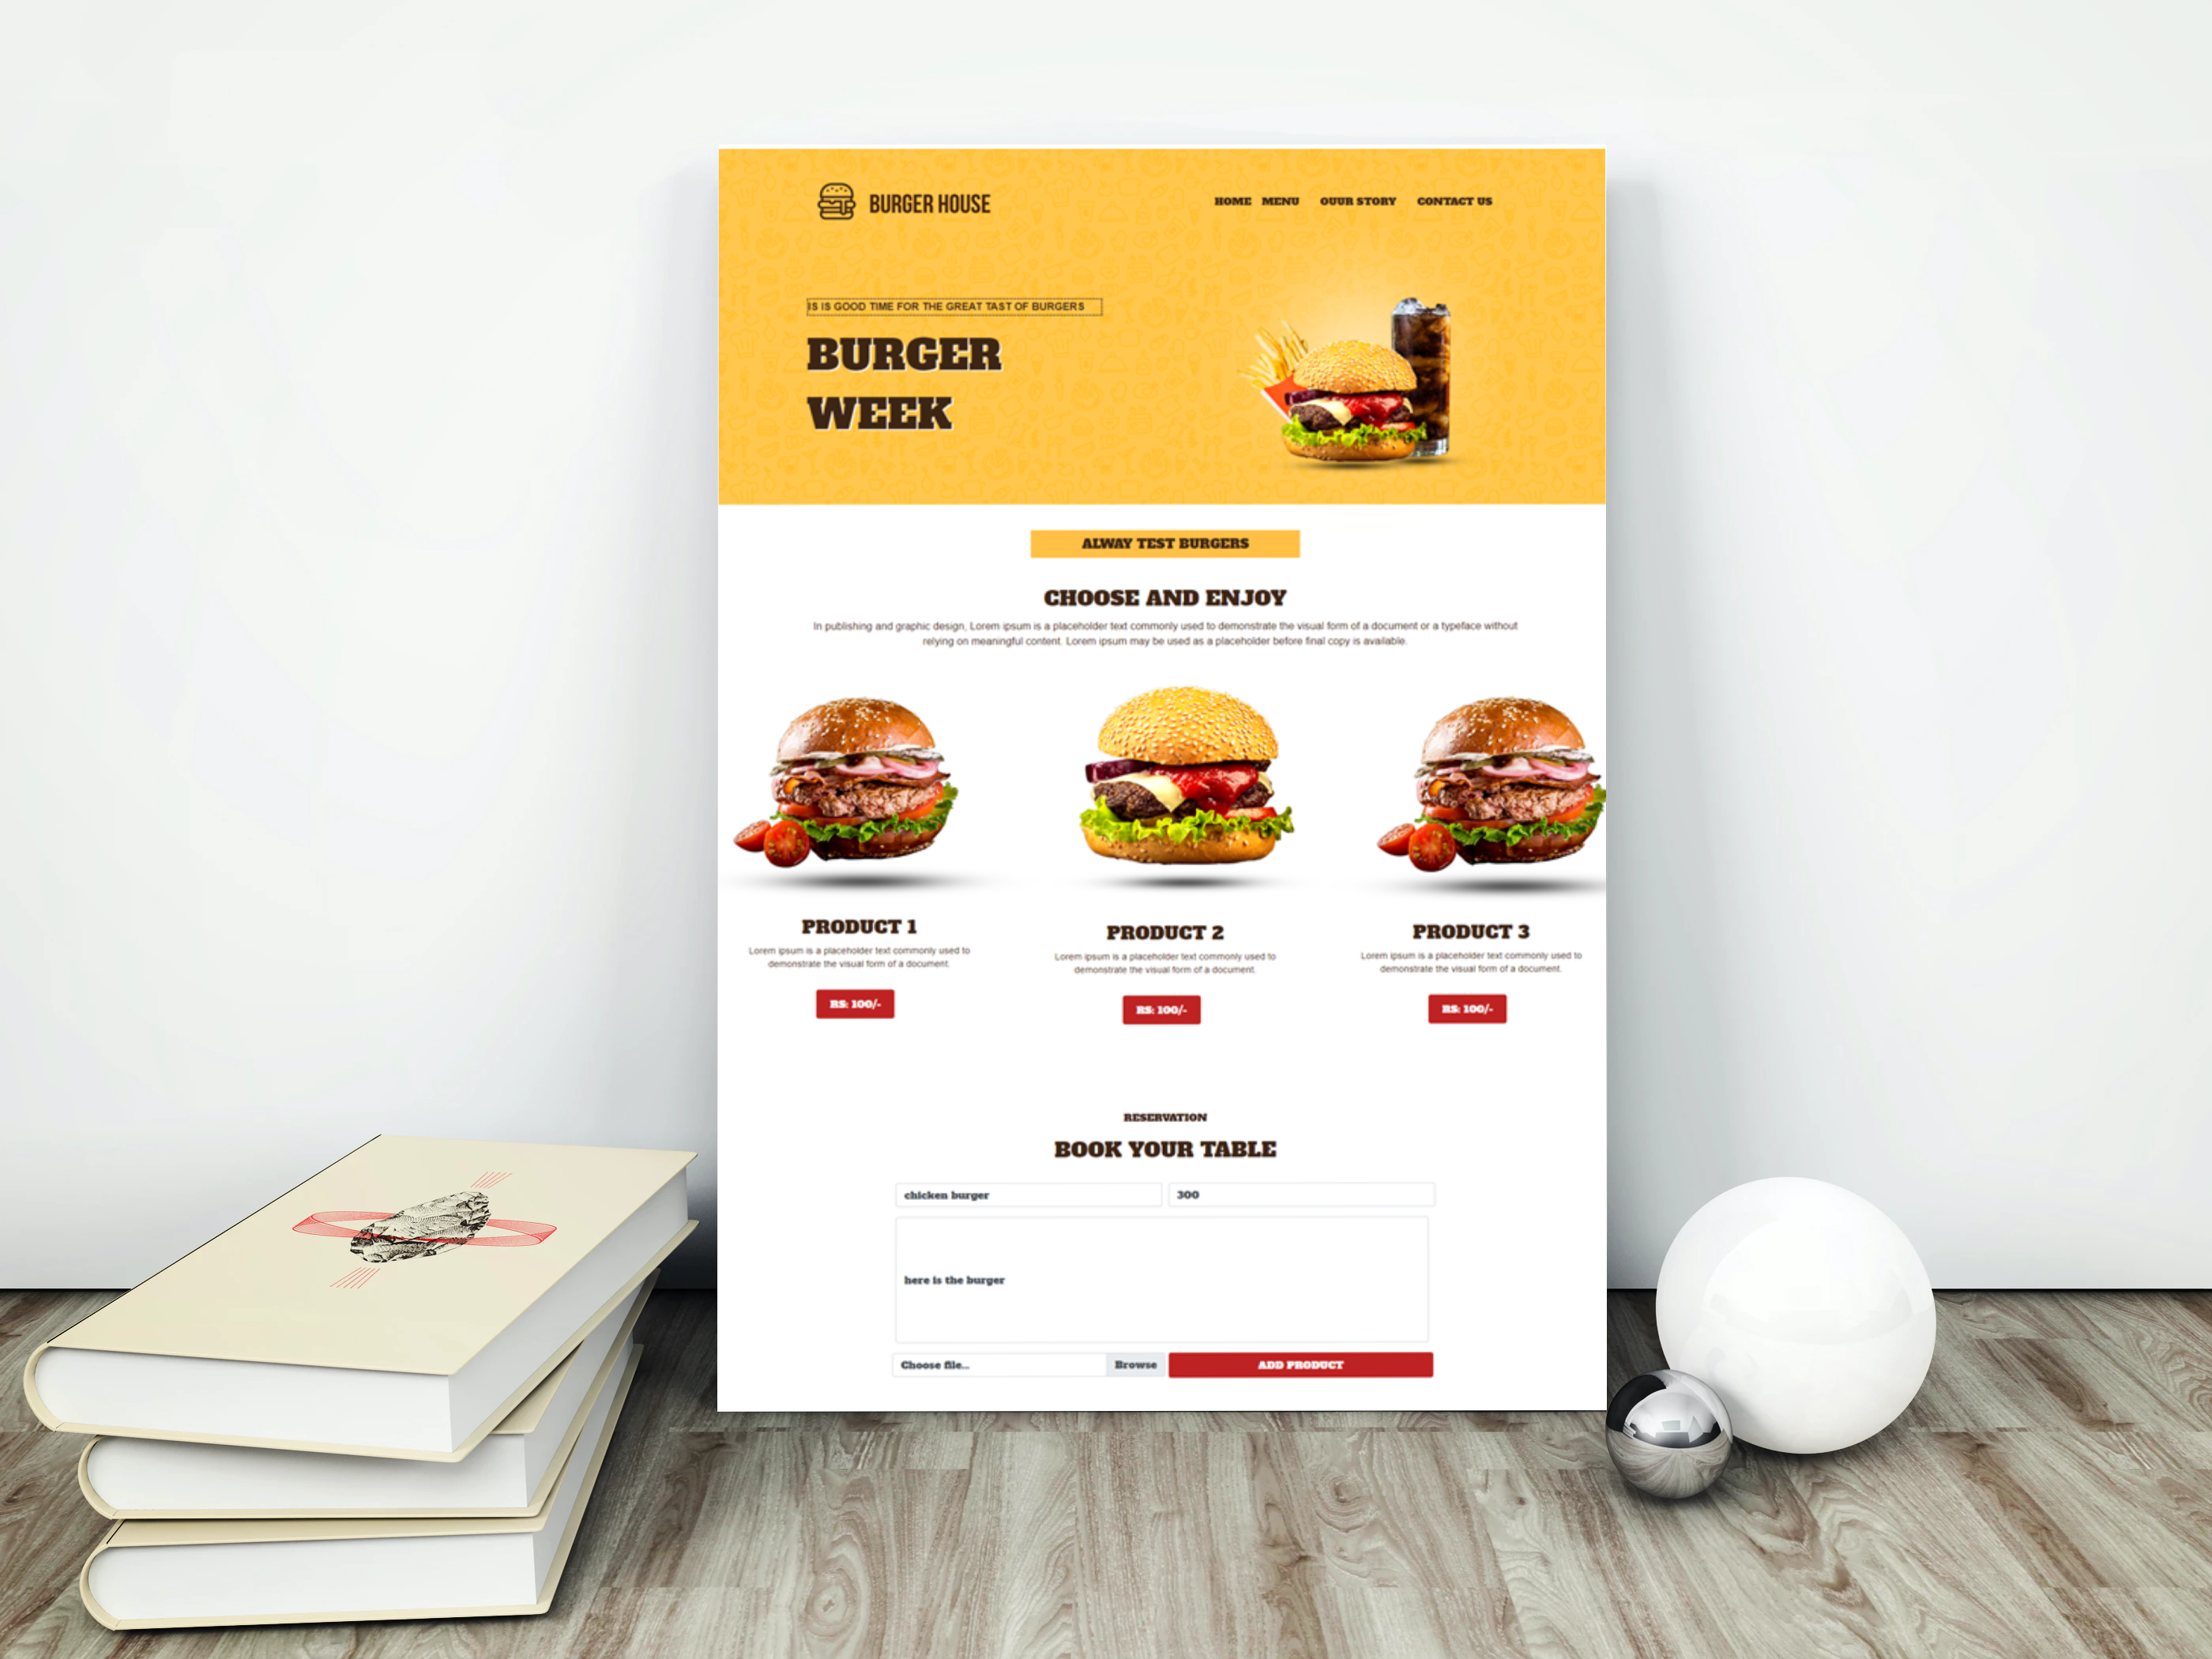 BURGER HOUSE
HOME MENU OUUR STORY CONTACT US
IS IS GOOD TIME FOR THE GREAT TAST OF BURGERS
BURGER
WEEK
ALWAY TEST BURGERS
CHOOSE AND ENJOY
In publishing and graphic design, Lorem ipsum is a placeholder text commonly used to demonstrate the visual form of a document or a typeface without
relying on meaningful content. Lorem ipsum may be used as a placeholder before final copy is available.
PRODUCT 1
Lorem ipsum is a placeholder text commonly used to
demonstrate the visual form of a document.
RS: 100/-
PRODUCT 2
Lorem ipsum is a placeholder text commonly used to
demonstrate the visual form of a document.
RS: 100/-
PRODUCT 3
Lorem ipsum is a placeholder text commonly used to
demonstrate the visual form of a document.
RS: 100/-
RESERVATION
BOOK YOUR TABLE
chicken burger
300
here is the burger
Choose file...
Browse
ADD PRODUCT